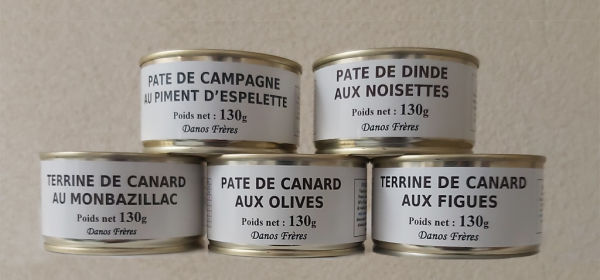 PATE DE CAMPAGNE
AU PIMENT D'ESPELETTE
Poids net : 130g
Danos Frères
PATE DE DINDE
AUX NOISETTES
Poids net : 130g
Danos Frères
TERRINE DE CANARD
AU MONBAZILLAC
Poids net : 130g
Danos Frères
PATE DE CANARD
AUX OLIVES
Poids net : 130g
Danos Frères
TERRINE DE CANARD
AUX FIGUES
Poids net : 130g
Danos Frères